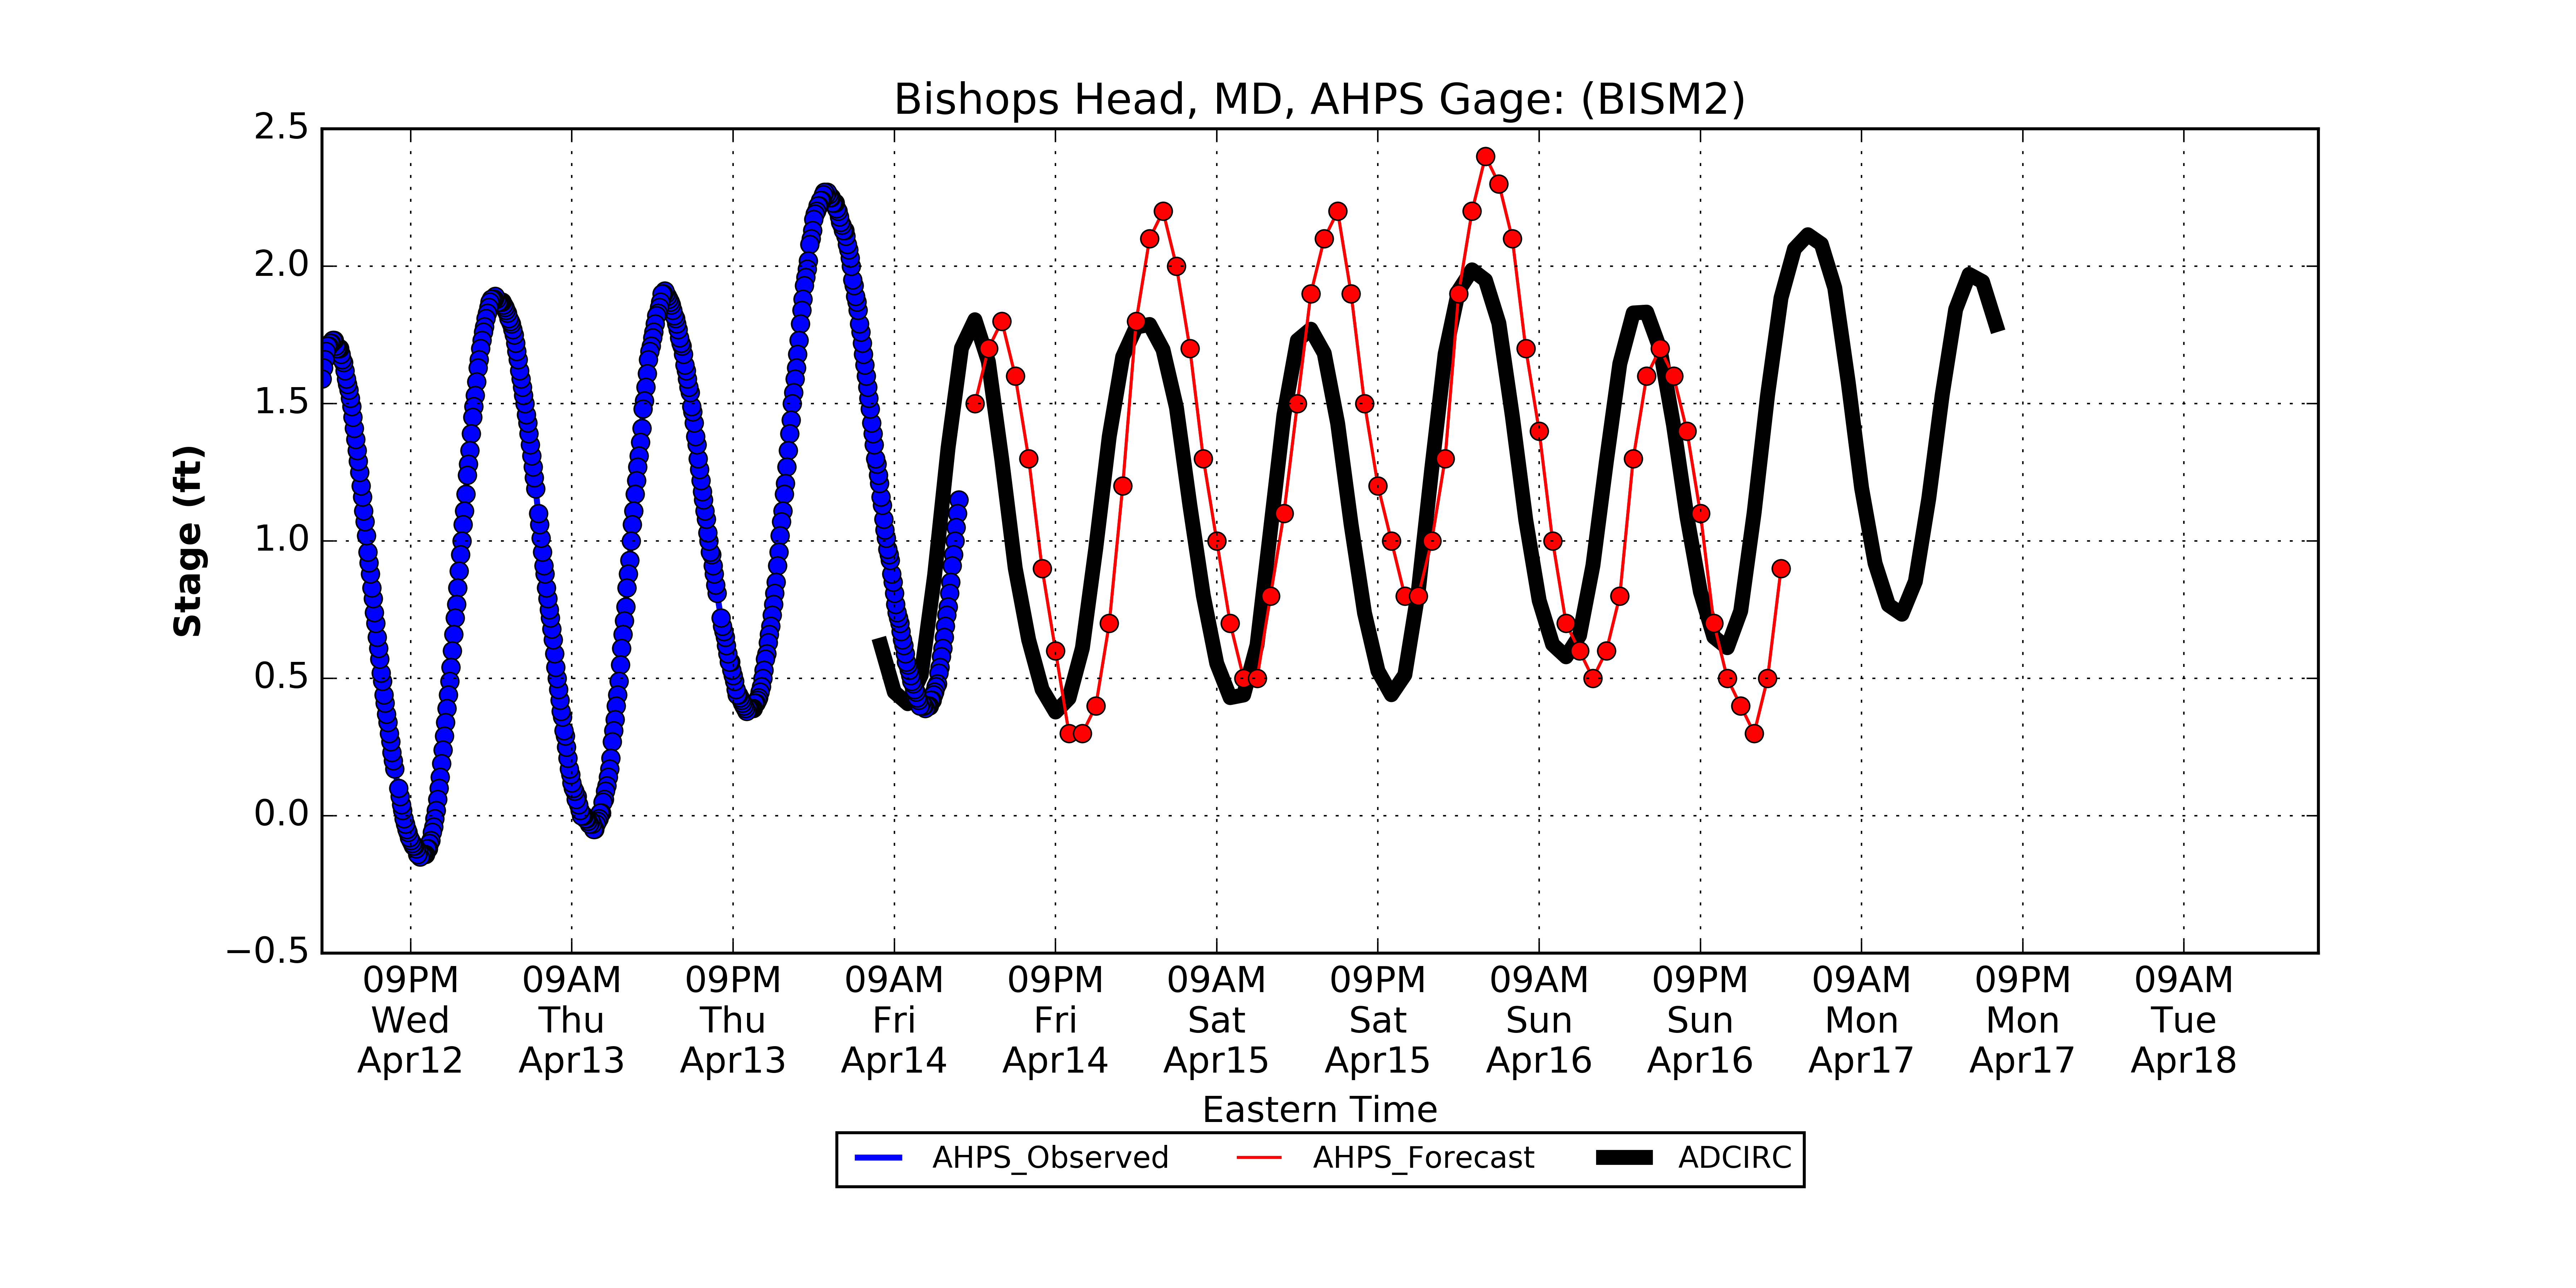 Bishops Head, MD, AHPS Gage: (BISM2)
2.5
2.0
1.5
1.0
0.5
0.0
−0.5
Stage (ft)
09PM 09AM 09PM 09AM 09PM 09AM 09PM 09AM 09PM 09AM 09PM 09AM
Wed Thu Thu Fri Fri Sat Sat Sun Sun Mon Mon Tue
Apr12 Apr13 Apr13 Apr14 Apr14 Apr15 Apr15 Apr16 Apr16 Apr17 Apr17 Apr18
Eastern Time
AHPS_Observed AHPS_Forecast ADCIRC